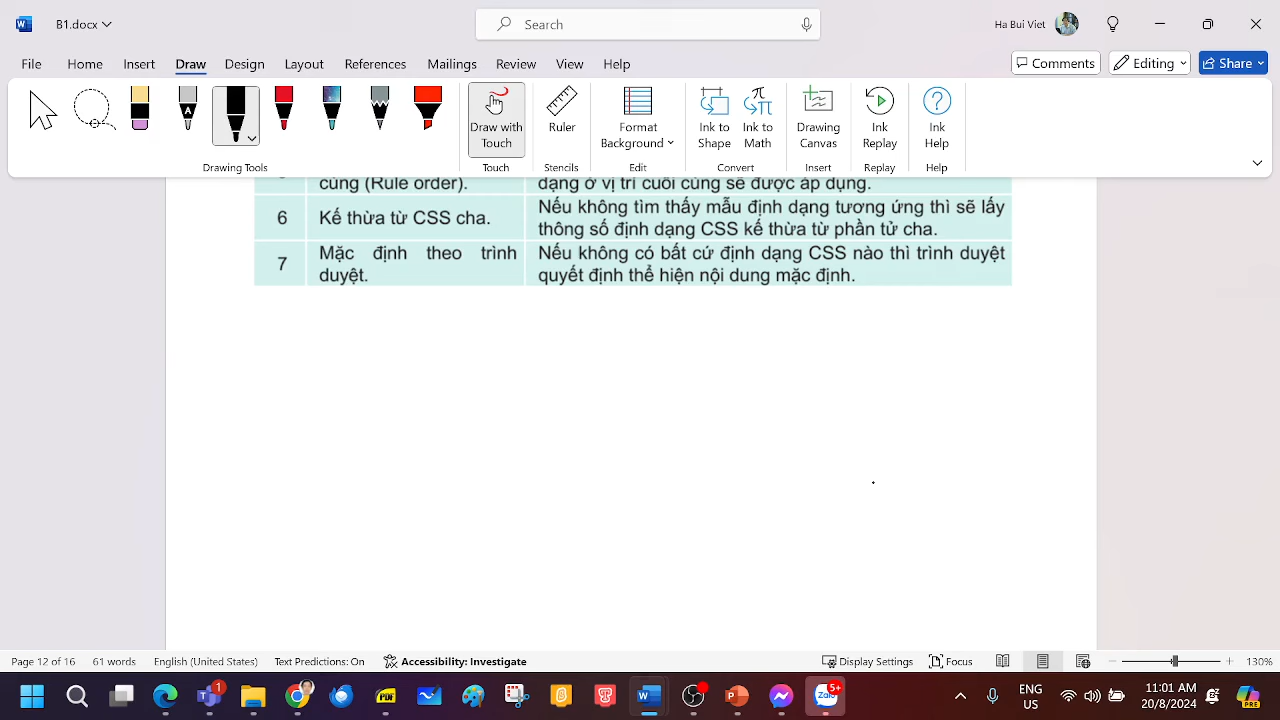 B1.docx
Search
Ha Bui Viet
File Home Insert Draw Design Layout References Mailings Review View Help
Comments Editing Share
A
Draw with Touch
Ruler
Format Background
Ink to Shape
Ink to Math
Drawing Canvas
Ink Replay
Ink Help
Drawing Tools Touch Stencils Edit Convert Insert Replay Help
cùng (Rule order).
dạng ở vị trí cuối cùng sẽ được áp dụng.
6 Kế thừa từ CSS cha.
Nếu không tìm thấy mẫu định dạng tương ứng thì sẽ lấy
thông số định dạng CSS kế thừa từ phần tử cha.
7 Mặc định theo trình
duyệt.
Nếu không có bất cứ định dạng CSS nào thì trình duyệt
quyết định thể hiện nội dung mặc định.
Page 12 of 16 61 words English (United States) Text Predictions: On Accessibility: Investigate Display Settings Focus 130%
1
PDF
Zalo
5+
ENG
US
11:01 AM
20/8/2024
PRE